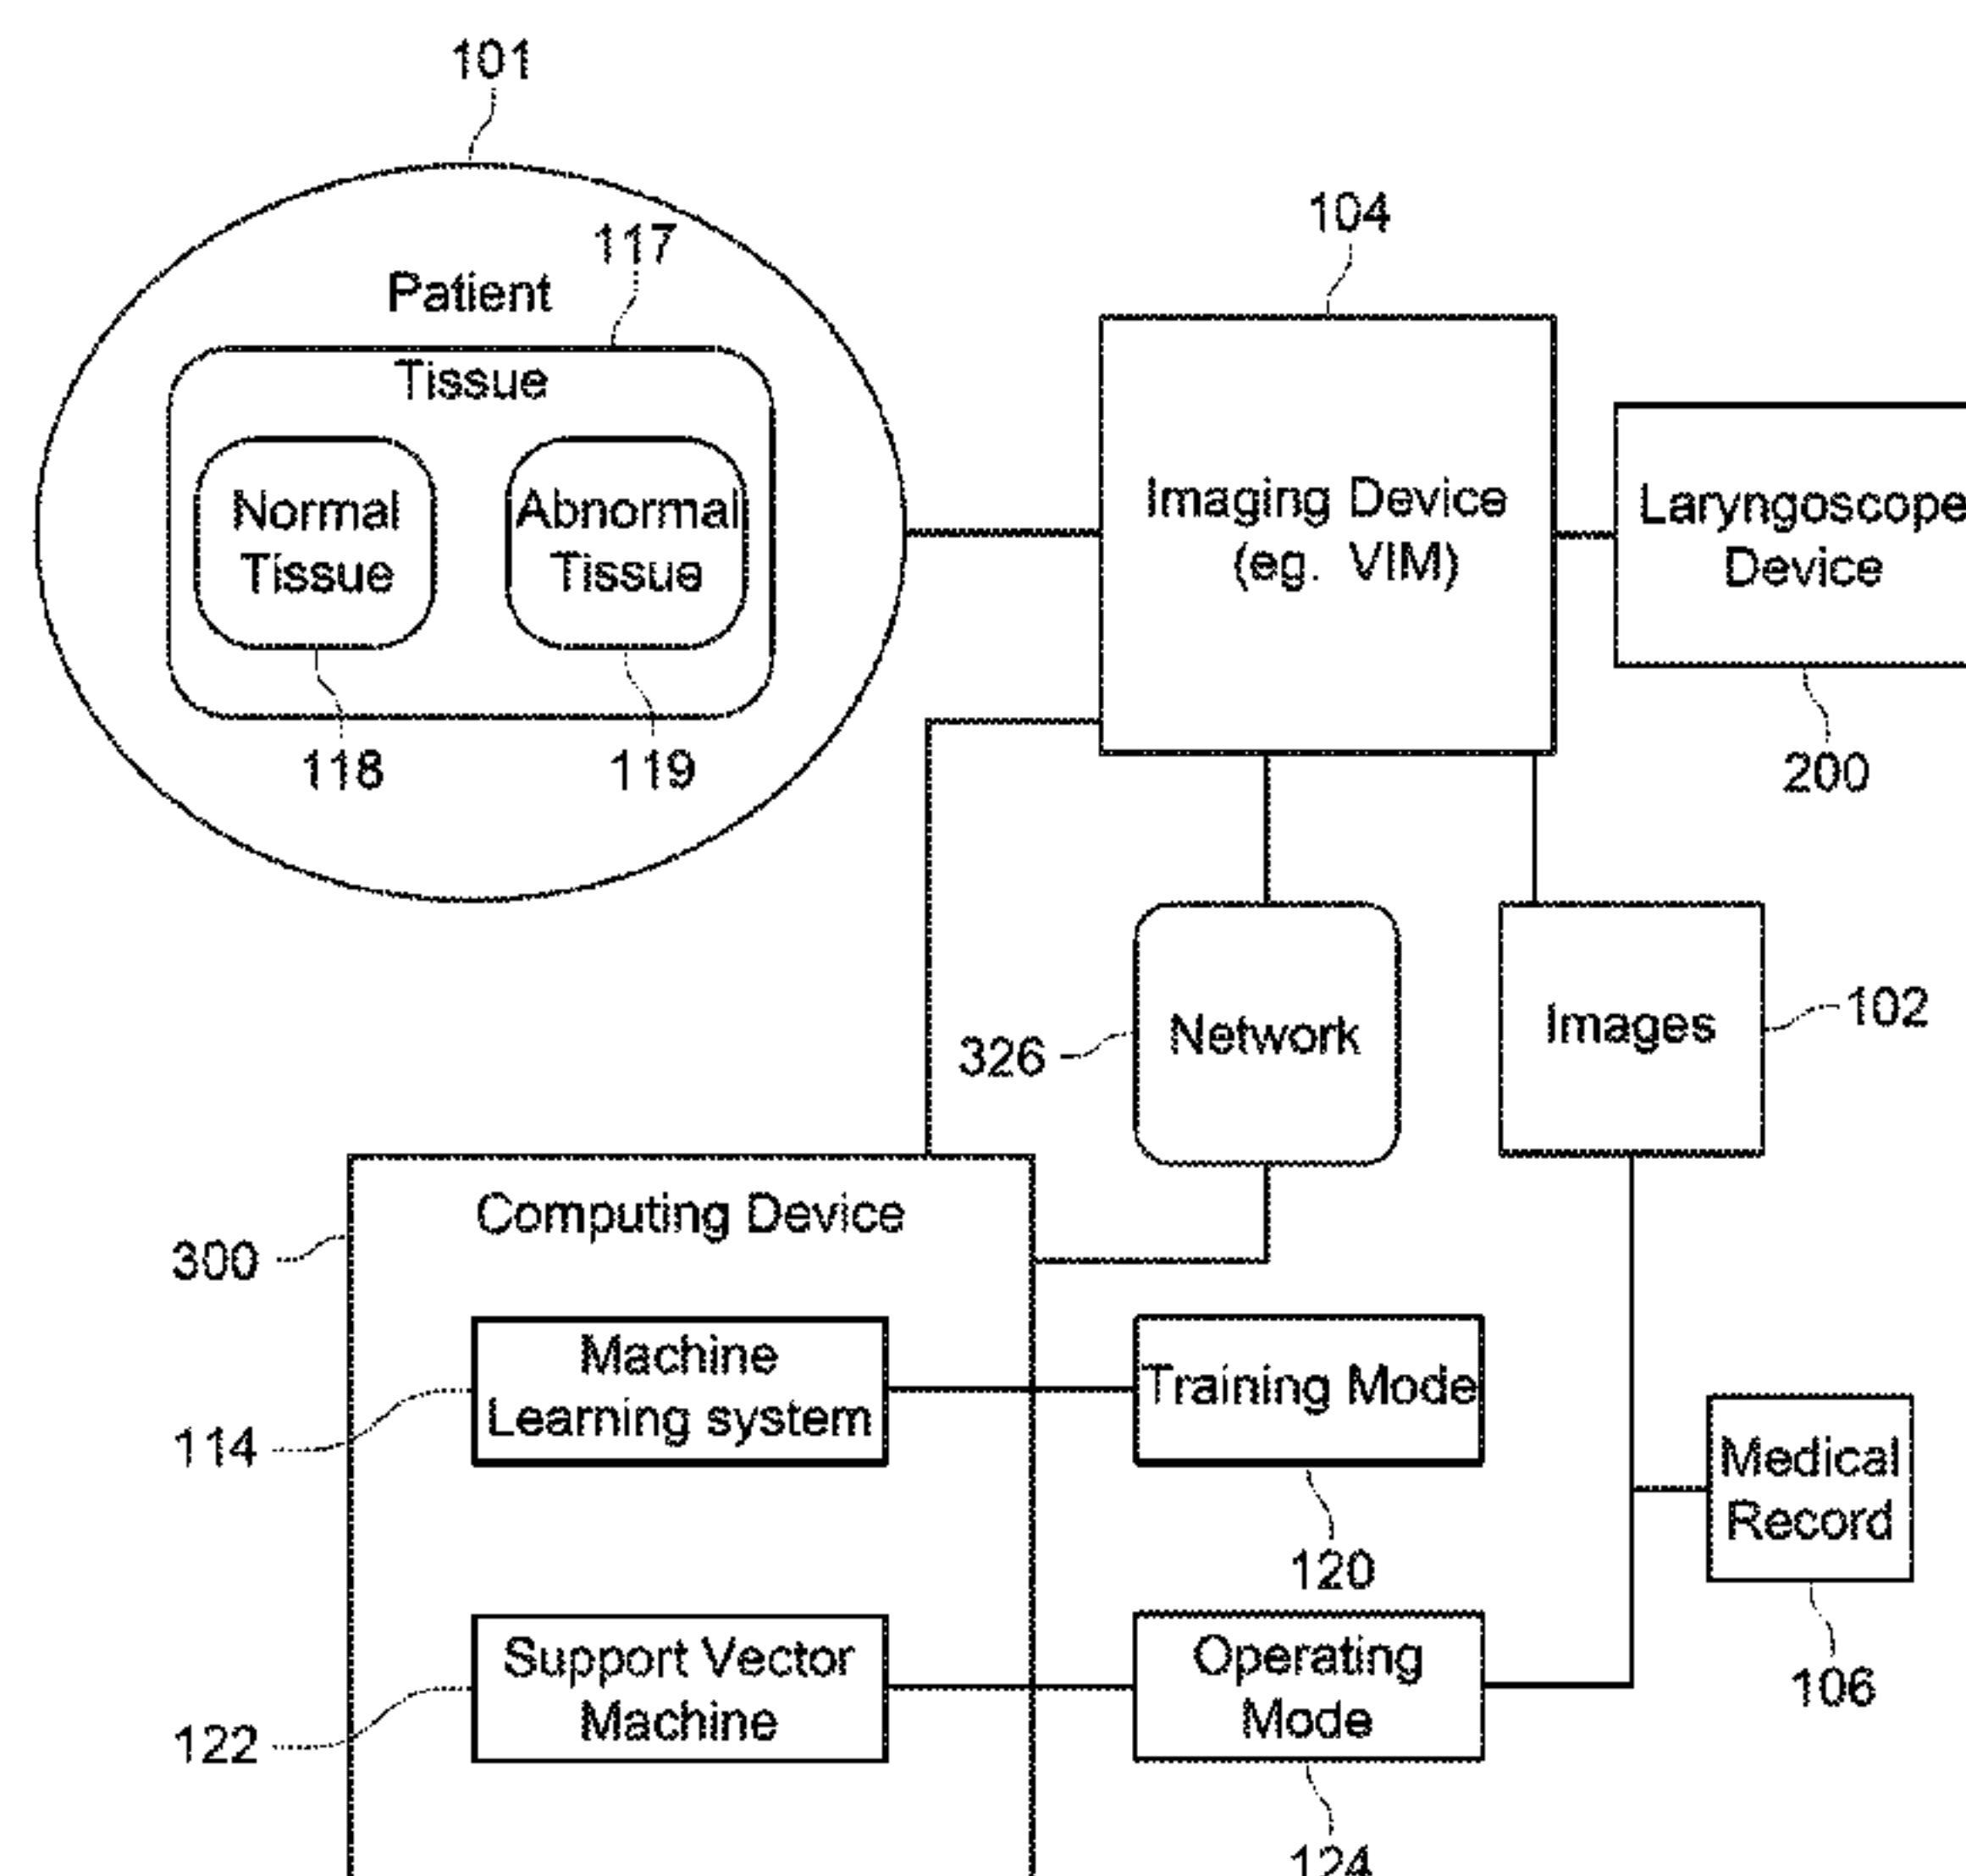 101
117
Patient
Tissue
Normal
Tissue
Abnormal
Tissue
118
119
104
Imaging Device
(eg. VIM)
Laryngoscope
Device
200
326
Network
Images
102
Computing Device
300
Machine
Learning system
114
Training Mode
120
Medical
Record
106
Support Vector
Machine
122
Operating
Mode
124